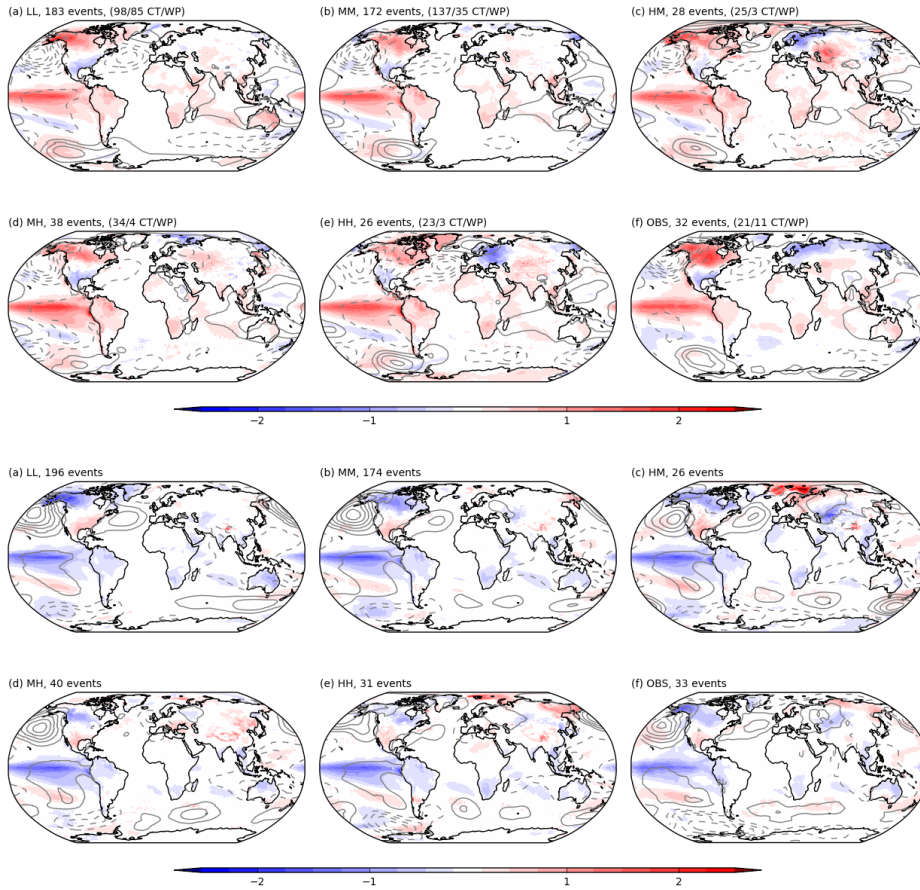 (a) LL, 183 events, (98/85 CT/WP)
(b) MM, 172 events, (137/35 CT/WP)
(c) HM, 28 events, (25/3 CT/WP)
(d) MH, 38 events, (34/4 CT/WP)
(e) HH, 26 events, (23/3 CT/WP)
(f) OBS, 32 events, (21/11 CT/WP)
−2 −1 1 2
(a) LL, 196 events
(b) MM, 174 events
(c) HM, 26 events
(d) MH, 40 events
(e) HH, 31 events
(f) OBS, 33 events
−2 −1 1 2